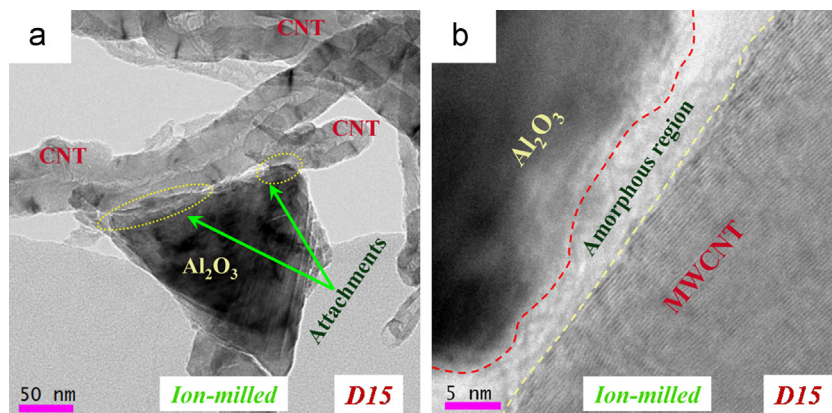 a
CNT
CNT
CNT
Al₂O₃
Attachments
50 nm
Ion-milled
D15
b
Al₂O₃
Amorphous region
MWCNT
5 nm
Ion-milled
D15